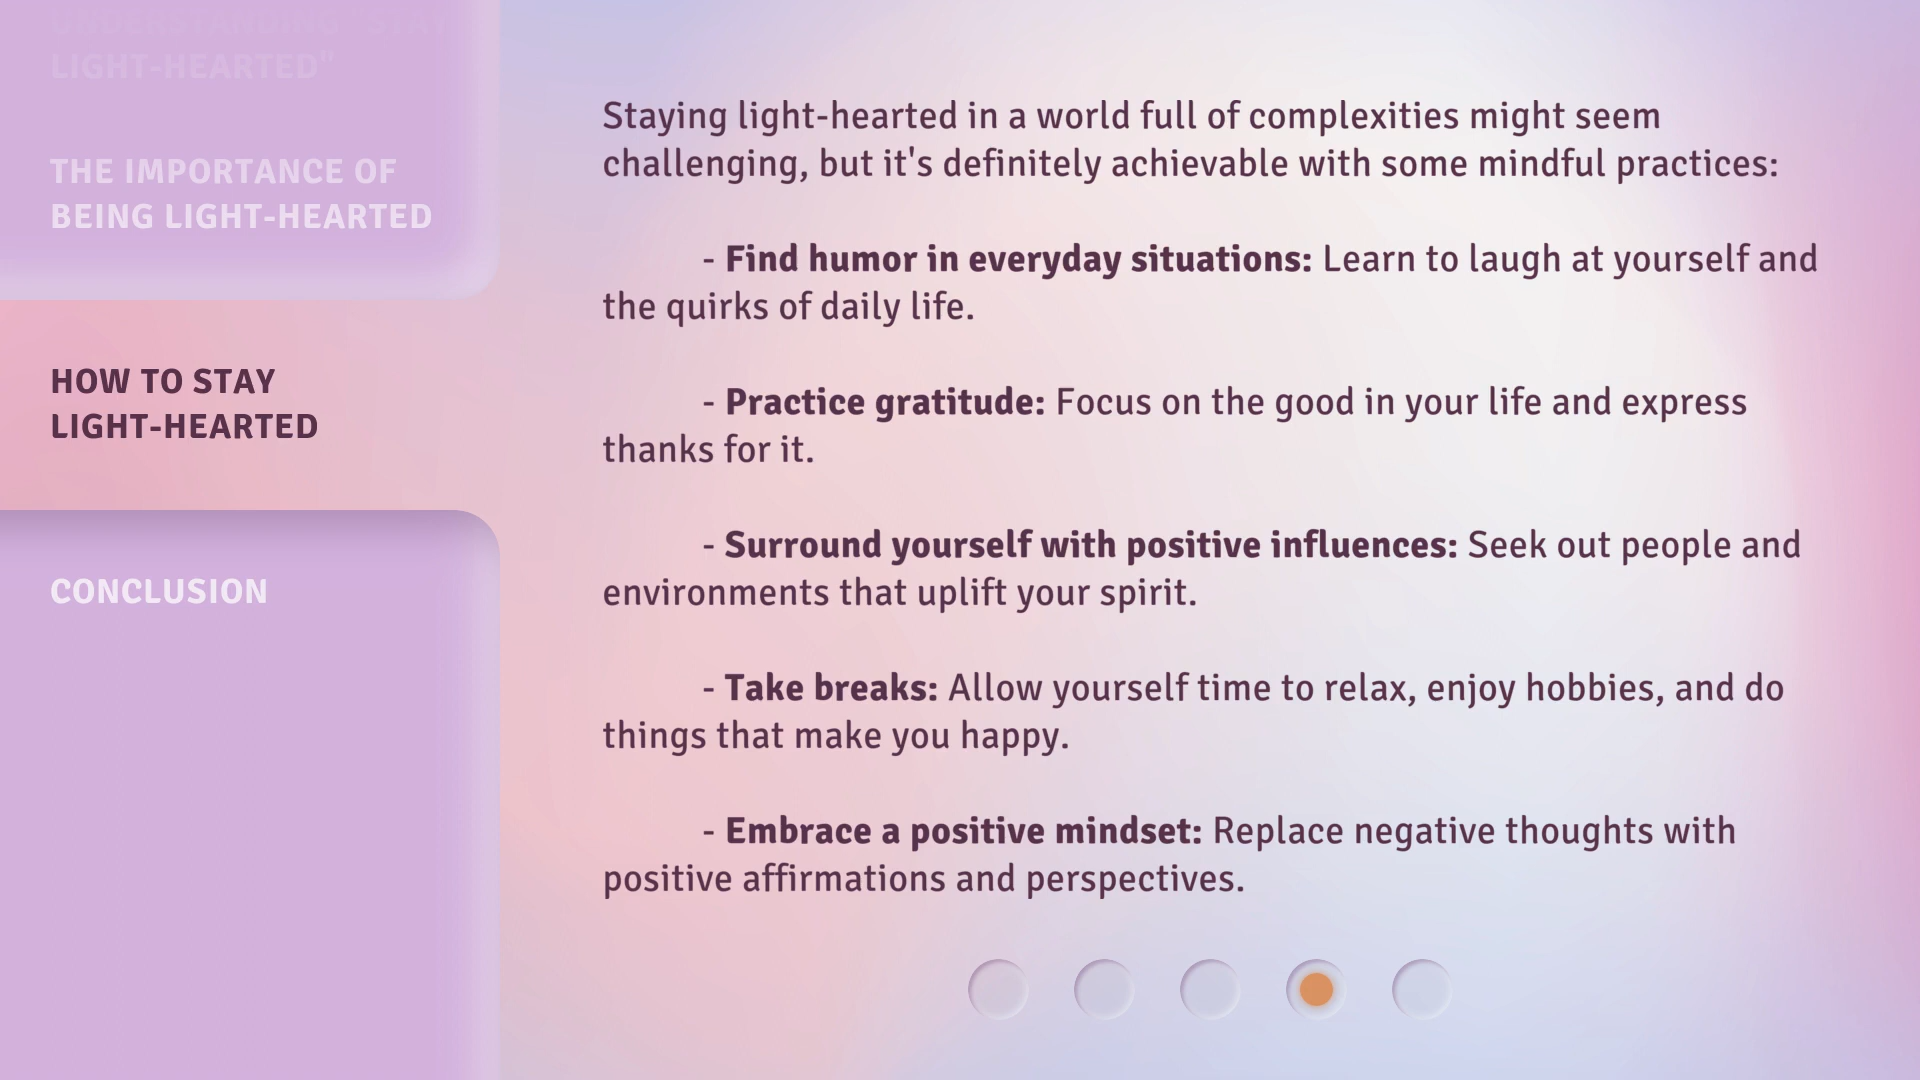 UNDERSTANDING "STAY
LIGHT-HEARTED"
THE IMPORTANCE OF
BEING LIGHT-HEARTED
HOW TO STAY
LIGHT-HEARTED
CONCLUSION
Staying light-hearted in a world full of complexities might seem
challenging, but it's definitely achievable with some mindful practices:
- Find humor in everyday situations: Learn to laugh at yourself and
the quirks of daily life.
- Practice gratitude: Focus on the good in your life and express
thanks for it.
- Surround yourself with positive influences: Seek out people and
environments that uplift your spirit.
- Take breaks: Allow yourself time to relax, enjoy hobbies, and do
things that make you happy.
- Embrace a positive mindset: Replace negative thoughts with
positive affirmations and perspectives.